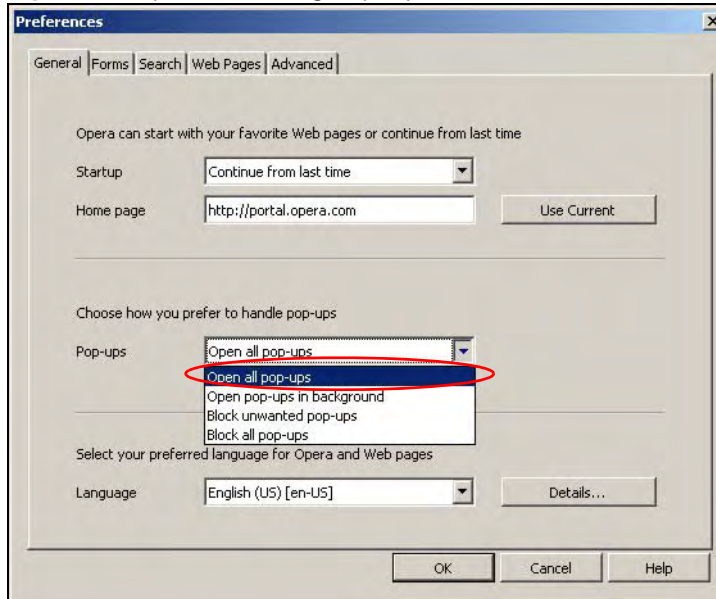 Preferences
General Forms Search Web Pages Advanced
Opera can start with your favorite Web pages or continue from last time
Startup Continue from last time
Home page http://portal.opera.com Use Current
Choose how you prefer to handle pop-ups
Pop-ups Open all pop-ups
Open all pop-ups
Open pop-ups in background
Block unwanted pop-ups
Block all pop-ups
Select your preferred language for Opera and Web pages
Language English (US) [en-US] Details...
OK Cancel Help